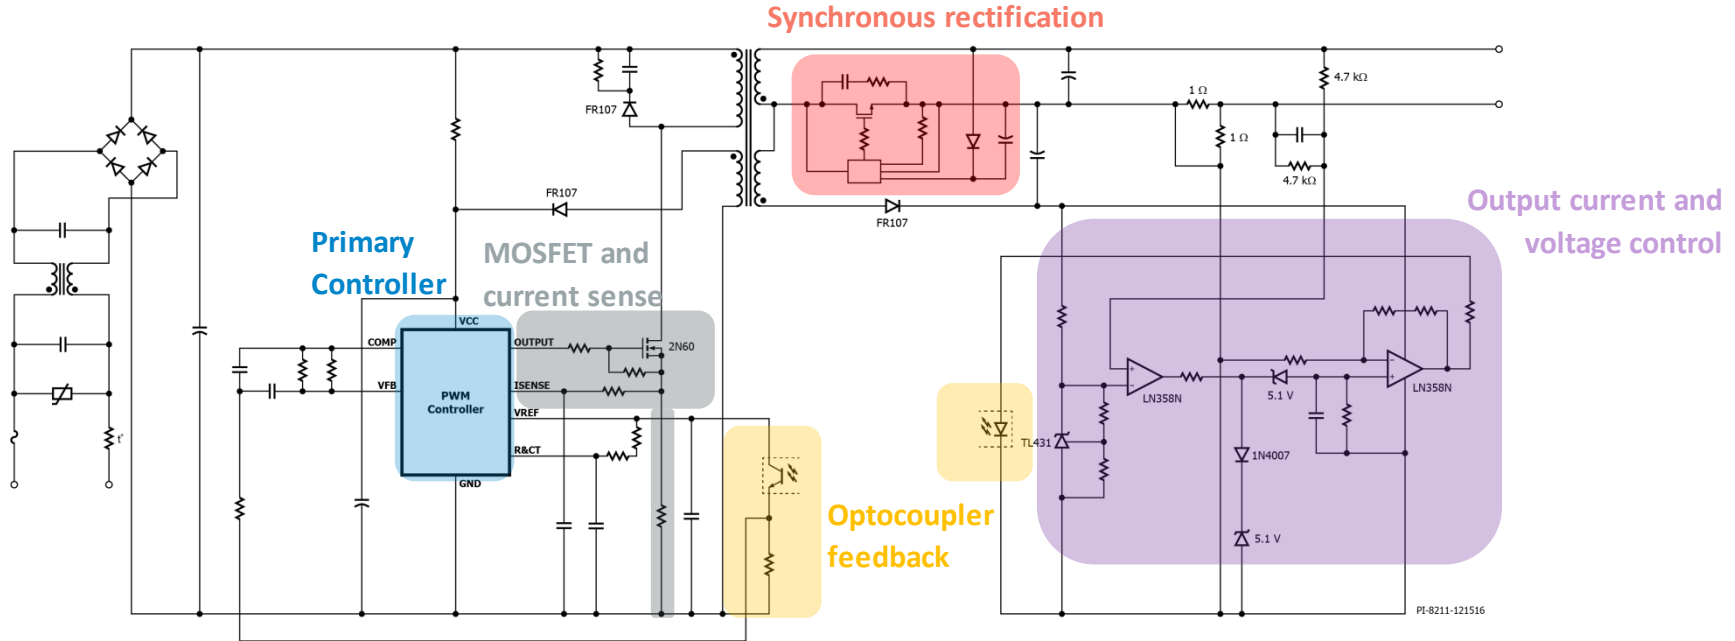 Synchronous rectification
4.7 kΩ
1 Ω
FR107
1 Ω
4.7 kΩ
FR107
FR107
Output current and
voltage control
Primary
Controller
MOSFET and
current sense
VCC
COMP
OUTPUT
2N60
VFB
ISENSE
PWM
Controller
VREF
R&CT
GND
t°
LN358N
5.1 V
LN358N
TL431
1N4007
5.1 V
Optocoupler
feedback
PI-8211-121516